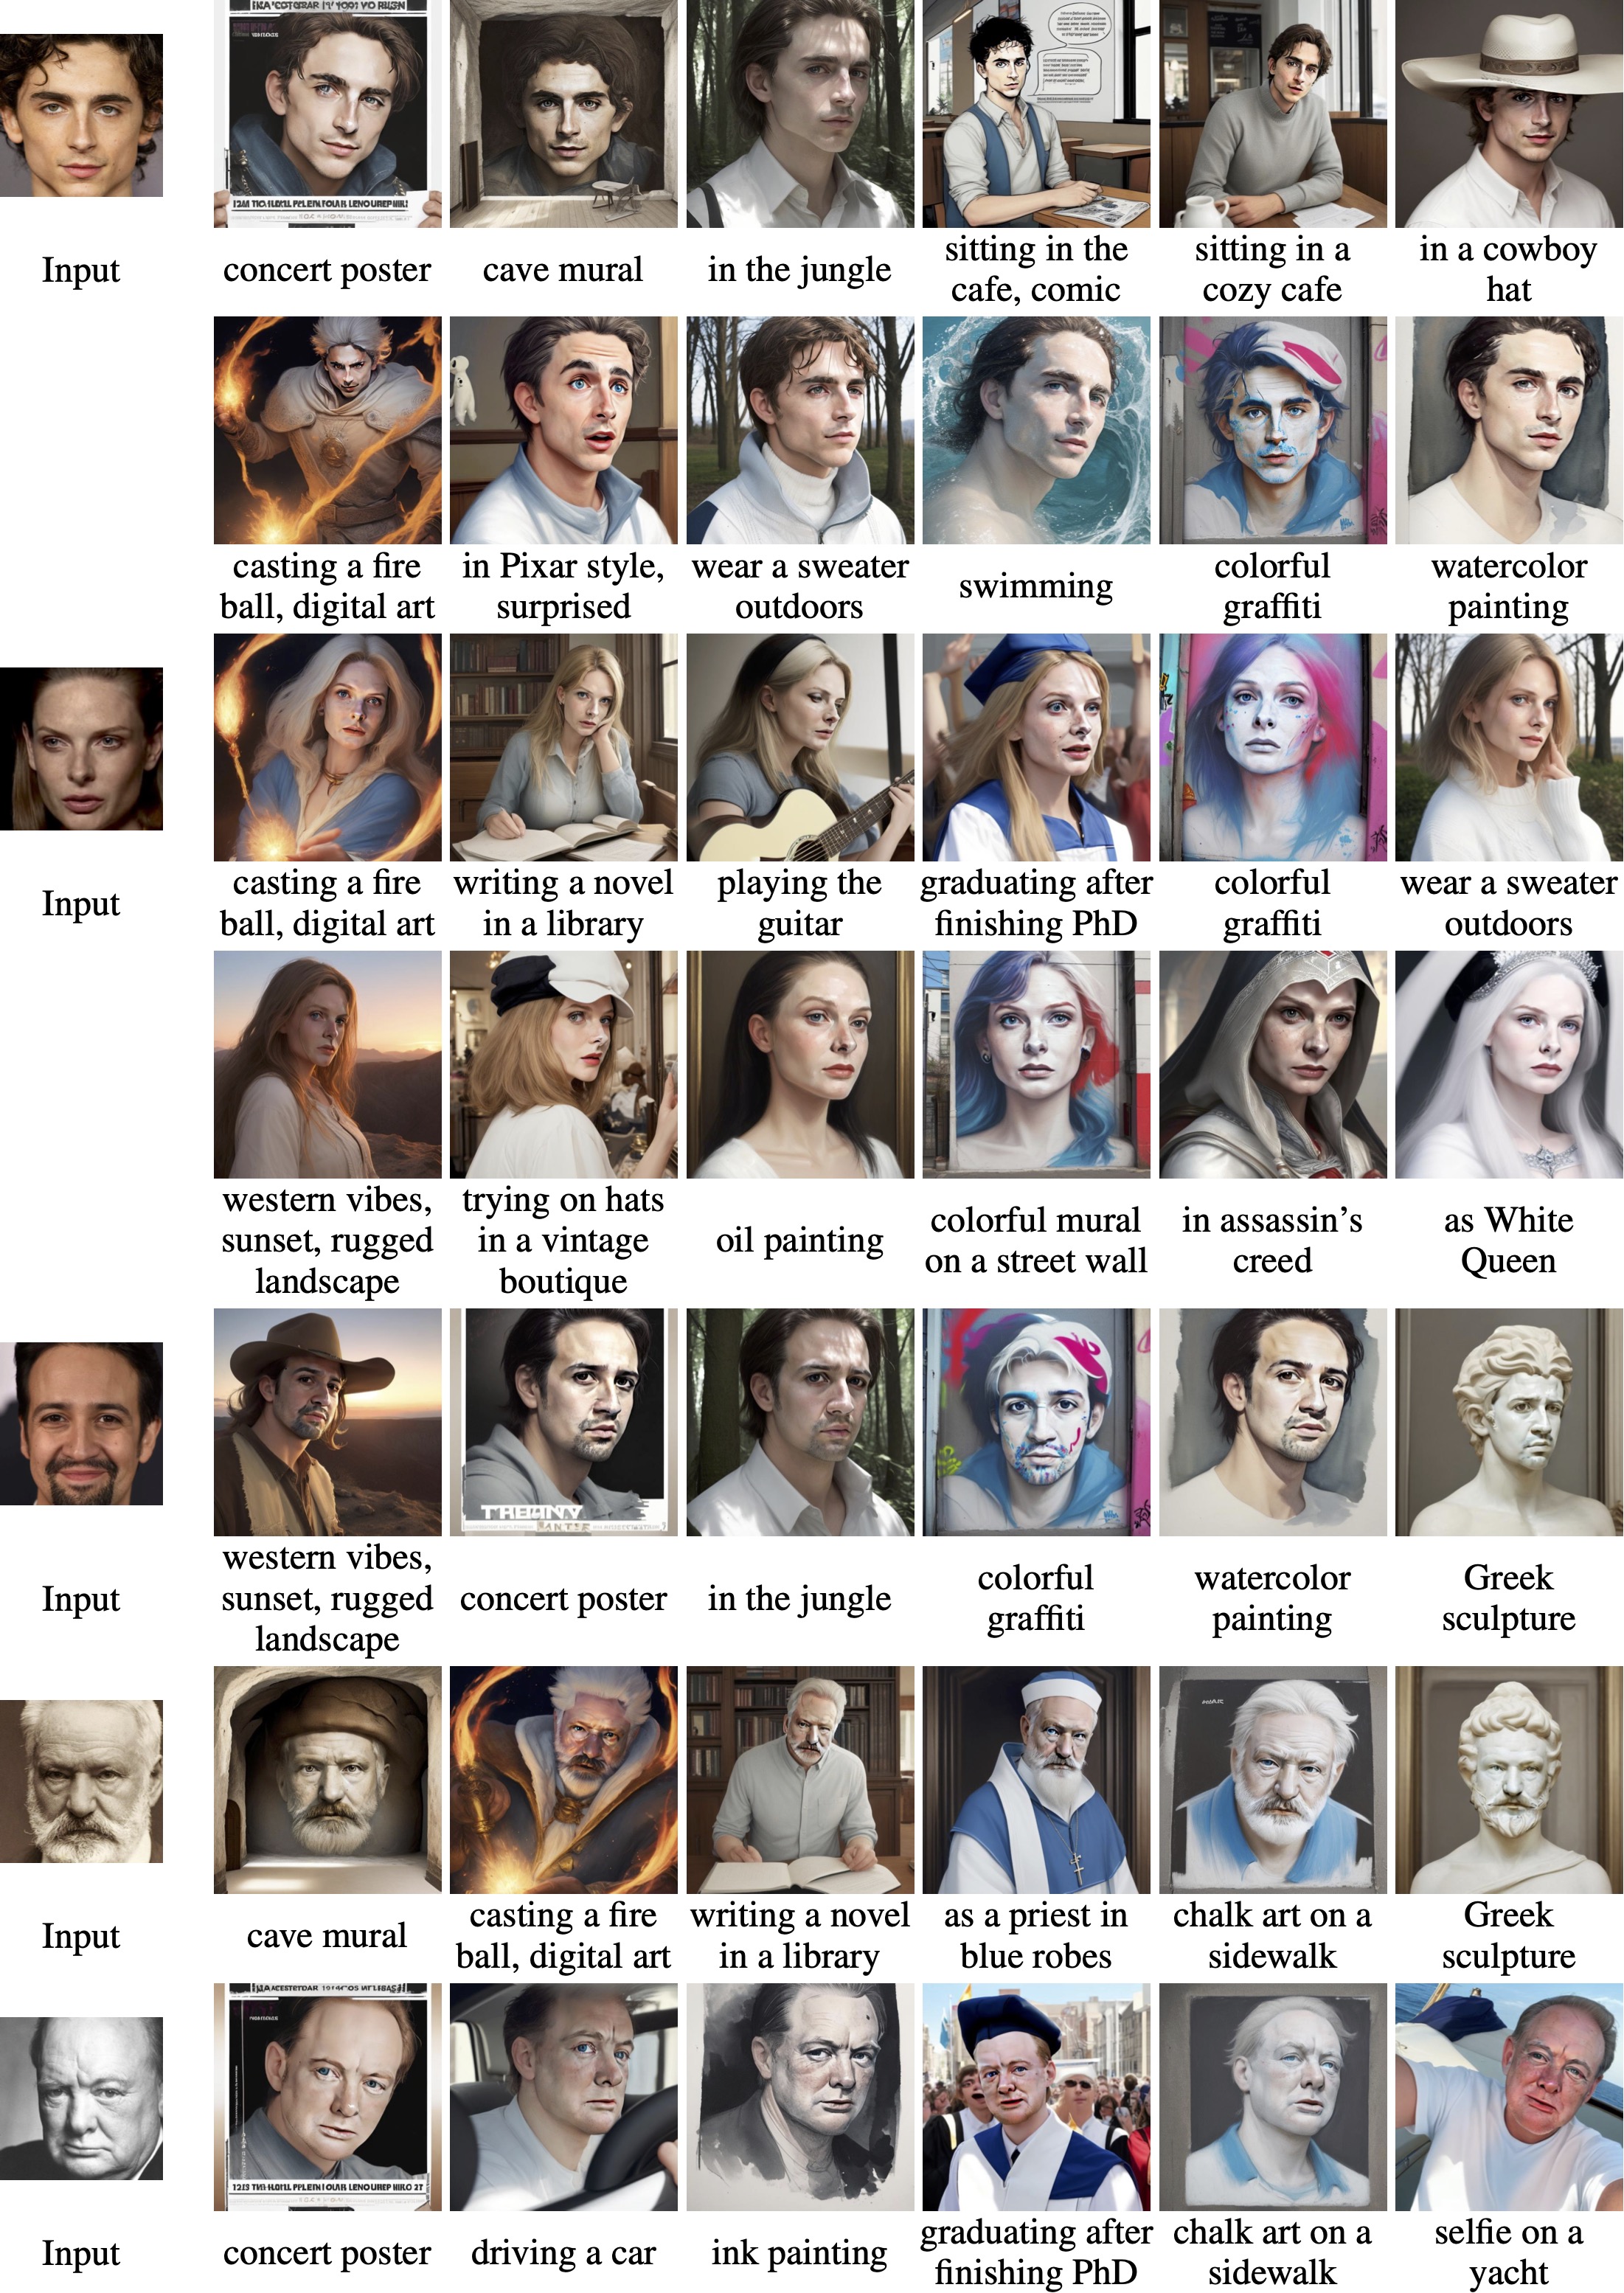 Input
concert poster
cave mural
in the jungle
sitting in the
cafe, comic
sitting in a
cozy cafe
in a cowboy
hat
casting a fire
ball, digital art
in Pixar style,
surprised
wear a sweater
outdoors
swimming
colorful
graffiti
watercolor
painting
Input
casting a fire
ball, digital art
writing a novel
in a library
playing the
guitar
graduating after
finishing PhD
colorful
graffiti
wear a sweater
outdoors
western vibes,
sunset, rugged
landscape
trying on hats
in a vintage
boutique
oil painting
colorful mural
on a street wall
in assassin's
creed
as White
Queen
Input
western vibes,
sunset, rugged
landscape
concert poster
in the jungle
colorful
graffiti
watercolor
painting
Greek
sculpture
Input
cave mural
casting a fire
ball, digital art
writing a novel
in a library
as a priest in
blue robes
chalk art on a
sidewalk
Greek
sculpture
Input
concert poster
driving a car
ink painting
graduating after
finishing PhD
chalk art on a
sidewalk
selfie on a
yacht